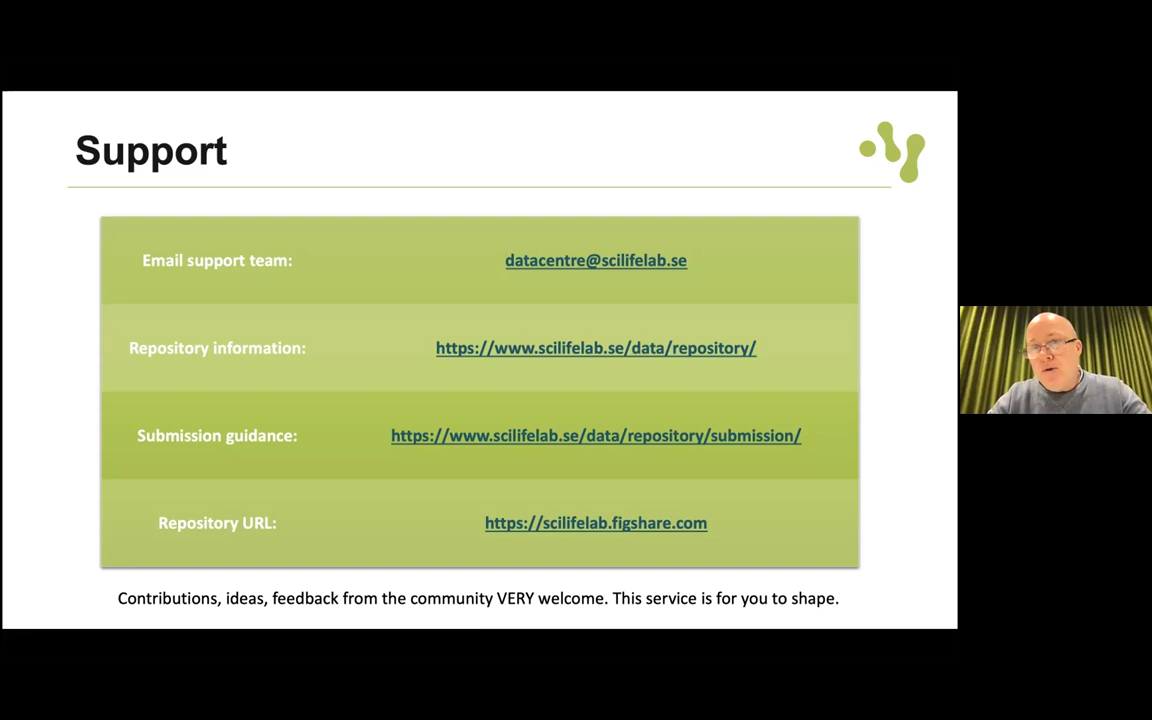 Support
Email support team: datacentre@scilifelab.se
Repository information: https://www.scilifelab.se/data/repository/
Submission guidance: https://www.scilifelab.se/data/repository/submission/
Repository URL: https://scilifelab.figshare.com
Contributions, ideas, feedback from the community VERY welcome. This service is for you to shape.